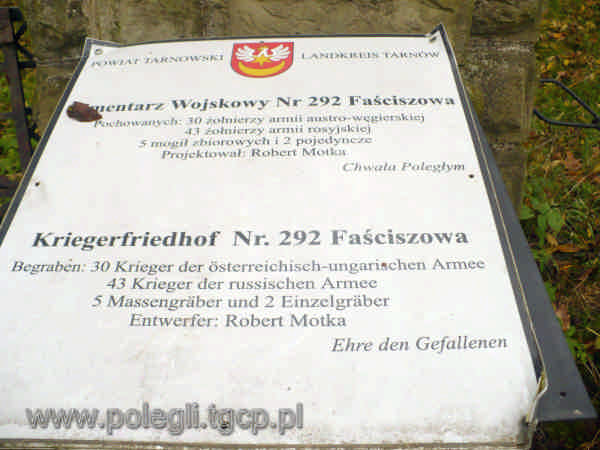 POWIAT TARNOWSKI LANDKREIS TARNÓW
mentarz Wojskowy Nr 292 Faściszowa
Pochowanych: 30 żołnierzy armii austro-węgierskiej
43 żołnierzy armii rosyjskiej
5 mogił zbiorowych i 2 pojedyncze
Projektował: Robert Motka
Chwała Poległym
Kriegerfriedhof Nr. 292 Faściszowa
Begraben: 30 Krieger der österreichisch-ungarischen Armee
43 Krieger der russischen Armee
5 Massengräber und 2 Einzelgräber
Entwerfer: Robert Motka
Ehre den Gefallenen
www.polegli.tgcp.pl